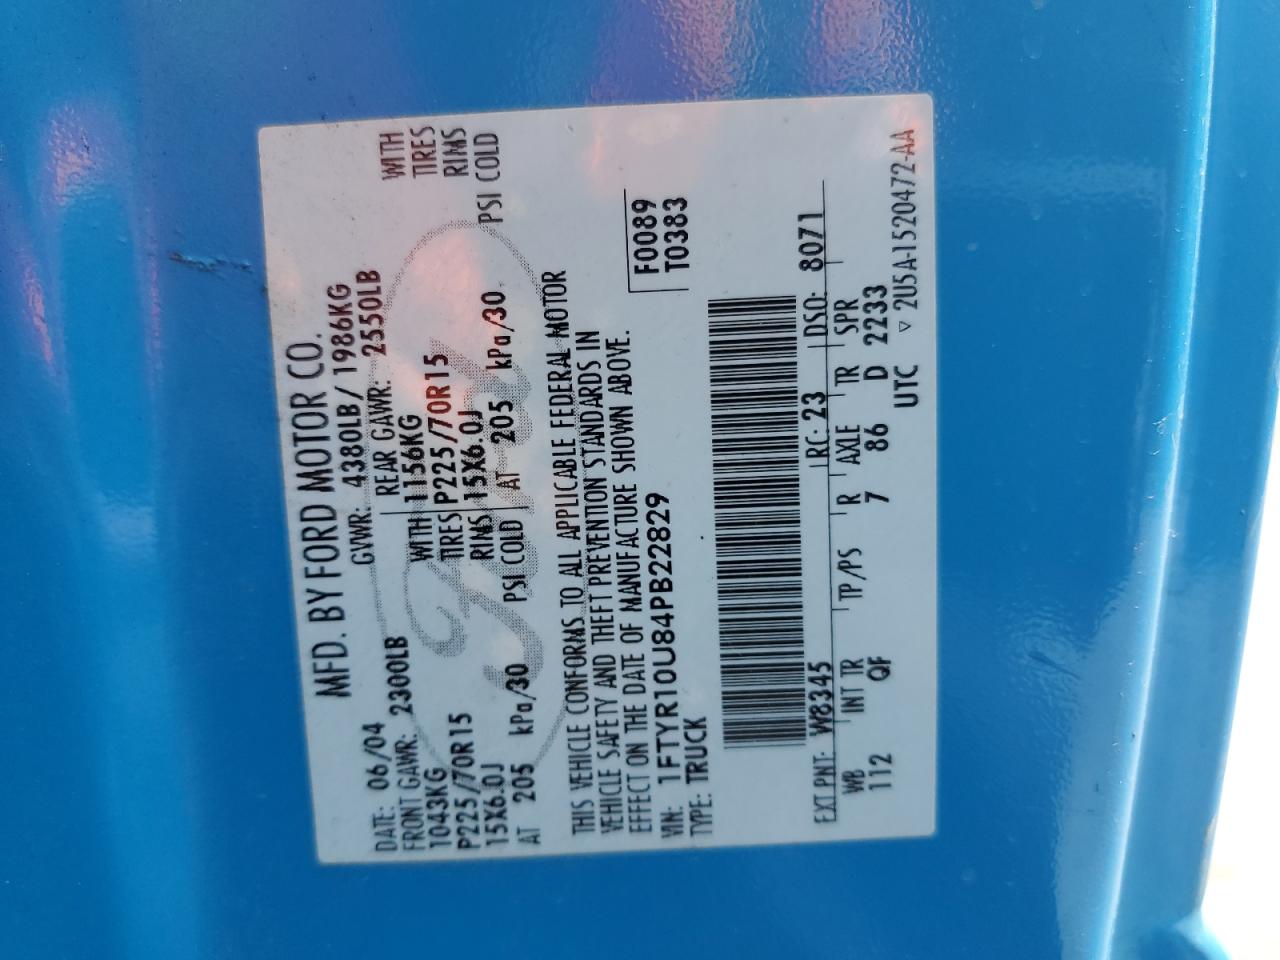 MFD. BY FORD MOTOR CO.
DATE: 06/04 GVWR: 4380LB/ 1986KG
FRONT GAWR: 2300LB REAR GAWR: 2550LB
1043KG WITH 1156KG WITH
P225/70R15 TIRES P225/70R15 TIRES
15X6.0J RIMS 15X6.0J RIMS
AT 205 kPa/30 PSI COLD AT 205 kPa/30 PSI COLD
Ford
THIS VEHICLE CONFORMS TO ALL APPLICABLE FEDERAL MOTOR
VEHICLE SAFETY AND THEFT PREVENTION STANDARDS IN
EFFECT ON THE DATE OF MANUFACTURE SHOWN ABOVE.
VIN: 1FTYR10U84PB22829 F0089
TYPE: TRUCK T0383
EXT PNT: W8345 RC: 23 DSO: 8071
WB INT TR TP/PS R AXLE TR SPR
112 QF 7 86 D 2233
UTC ▽ 2U5A-1520472-AA